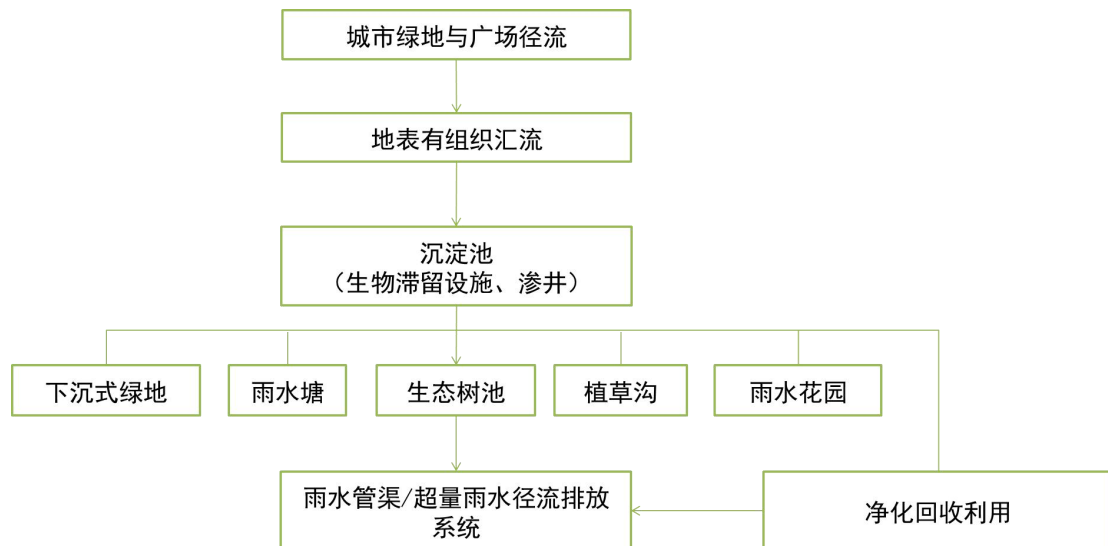 城市绿地与广场径流
地表有组织汇流
沉淀池
（生物滞留设施、渗井）
下沉式绿地
雨水塘
生态树池
植草沟
雨水花园
雨水管渠/超量雨水径流排放
系统
净化回收利用